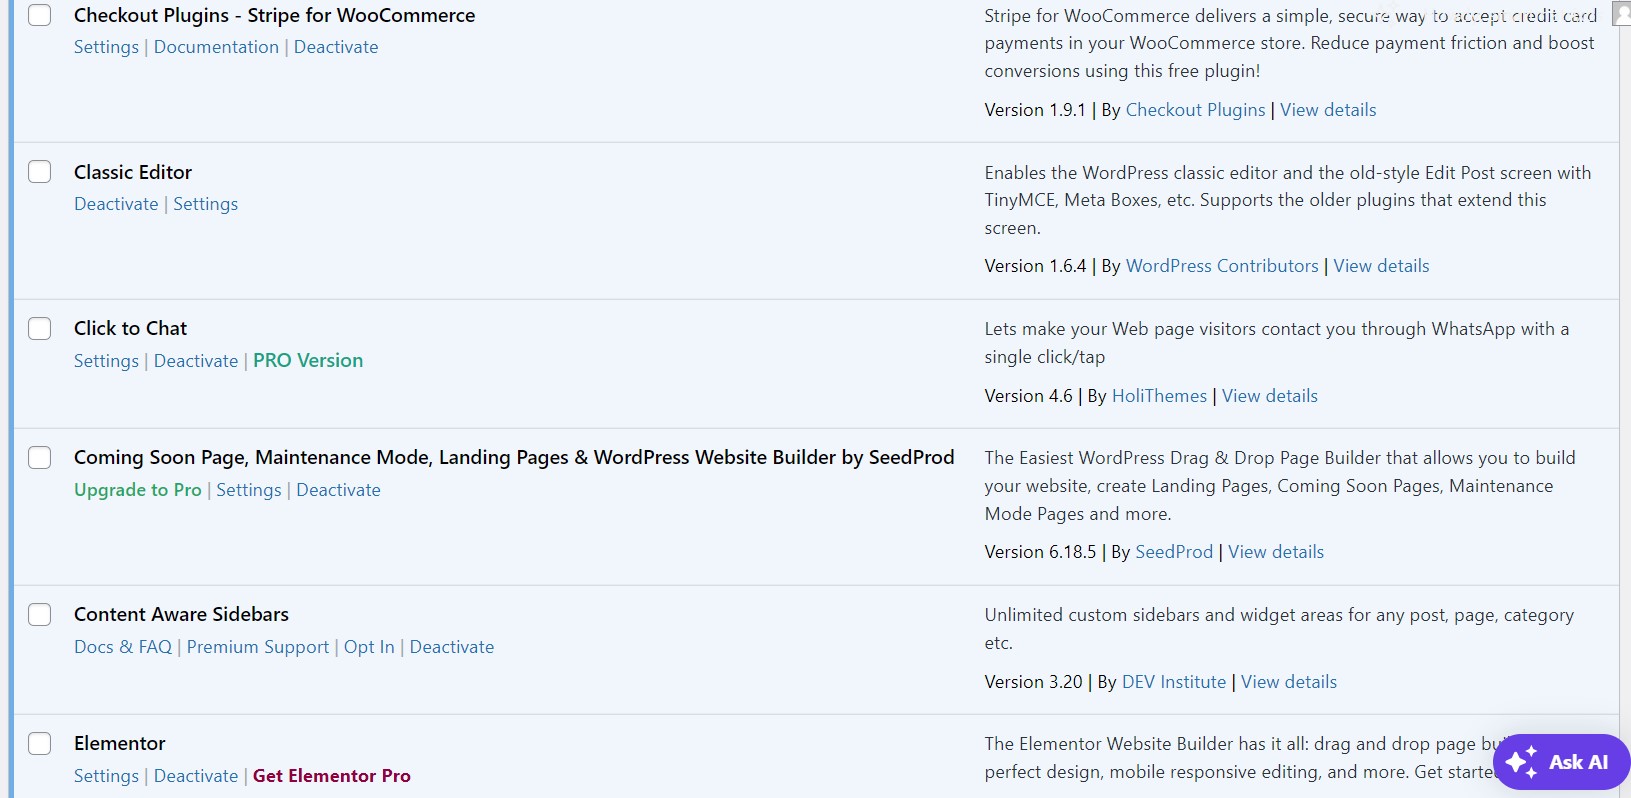 Checkout Plugins - Stripe for WooCommerce
Settings | Documentation | Deactivate
Stripe for WooCommerce delivers a simple, secure way to accept credit card
payments in your WooCommerce store. Reduce payment friction and boost
conversions using this free plugin!
Version 1.9.1 | By Checkout Plugins | View details
Classic Editor
Deactivate | Settings
Enables the WordPress classic editor and the old-style Edit Post screen with
TinyMCE, Meta Boxes, etc. Supports the older plugins that extend this
screen.
Version 1.6.4 | By WordPress Contributors | View details
Click to Chat
Settings | Deactivate | PRO Version
Lets make your Web page visitors contact you through WhatsApp with a
single click/tap
Version 4.6 | By HoliThemes | View details
Coming Soon Page, Maintenance Mode, Landing Pages & WordPress Website Builder by SeedProd
Upgrade to Pro | Settings | Deactivate
The Easiest WordPress Drag & Drop Page Builder that allows you to build
your website, create Landing Pages, Coming Soon Pages, Maintenance
Mode Pages and more.
Version 6.18.5 | By SeedProd | View details
Content Aware Sidebars
Docs & FAQ | Premium Support | Opt In | Deactivate
Unlimited custom sidebars and widget areas for any post, page, category
etc.
Version 3.20 | By DEV Institute | View details
Elementor
Settings | Deactivate | Get Elementor Pro
The Elementor Website Builder has it all: drag and drop page
perfect design, mobile responsive editing, and more. Get
Ask AI